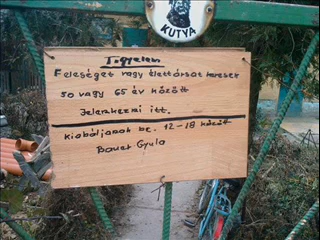 KUTYA
Figyelem
Feleséget vagy élettársat keresek
50 vagy 65 év között
Jelentkezni itt.
Kiabáljanak be. 12-18 között
Bauer Gyula